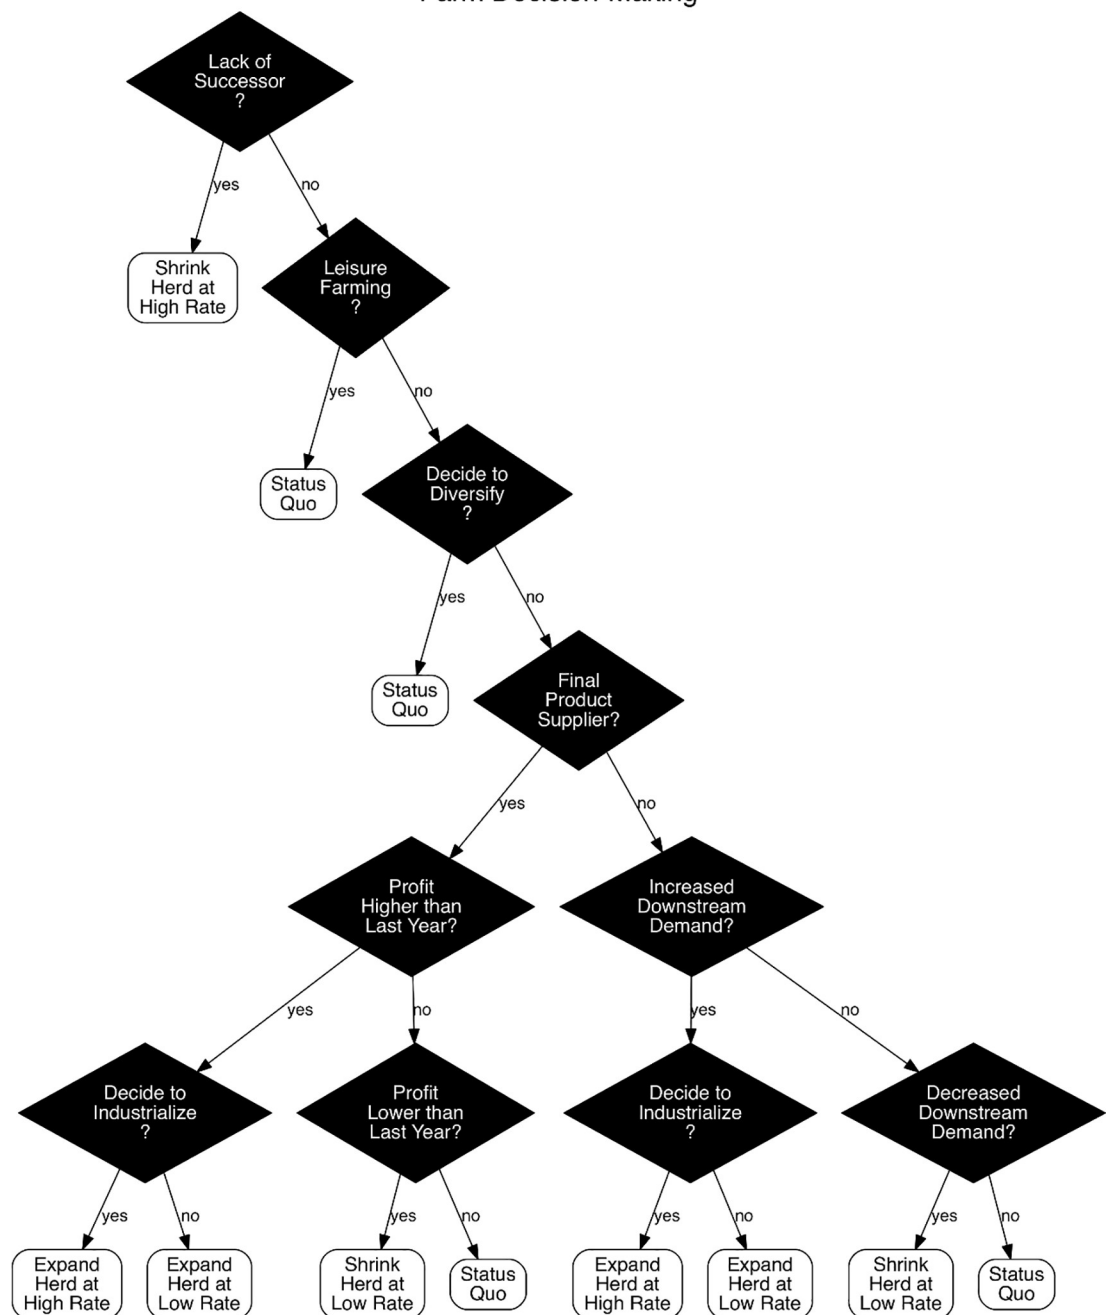 Farm Decision Making
Lack of
Successor
?
yes
no
Shrink
Herd at
High Rate
Leisure
Farming
?
yes
no
Status
Quo
Decide to
Diversify
?
yes
no
Status
Quo
Final
Product
Supplier?
yes
no
Profit
Higher than
Last Year?
Increased
Downstream
Demand?
yes
no
yes
no
Decide to
Industrialize
?
Profit
Lower than
Last Year?
Decide to
Industrialize
?
Decreased
Downstream
Demand?
yes
no
yes
no
yes
no
yes
no
Expand
Herd at
High Rate
Expand
Herd at
Low Rate
Shrink
Herd at
Low Rate
Status
Quo
Expand
Herd at
High Rate
Expand
Herd at
Low Rate
Shrink
Herd at
Low Rate
Status
Quo